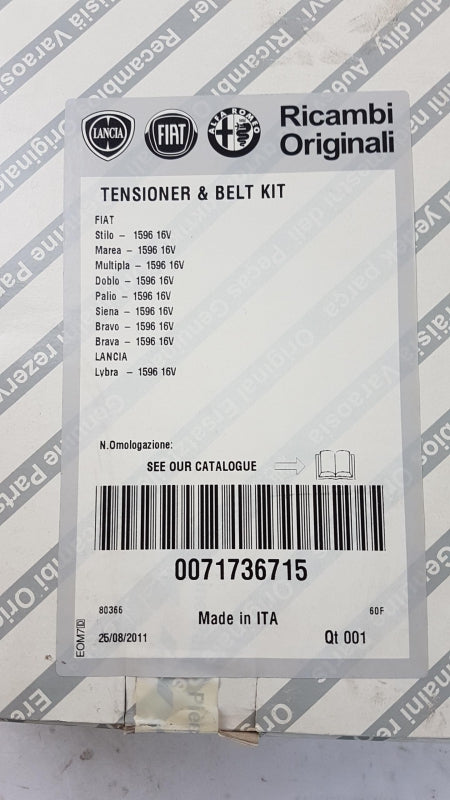 LANCIA
FIAT
ALFA ROMEO
Ricambi
Originali
TENSIONER & BELT KIT
FIAT
Stilo – 1596 16V
Marea – 1596 16V
Multipla – 1596 16V
Doblo – 1596 16V
Palio – 1596 16V
Siena – 1596 16V
Bravo – 1596 16V
Brava – 1596 16V
LANCIA
Lybra – 1596 16V
N.Omologazione:
SEE OUR CATALOGUE
0071736715
80366
Made in ITA
60F
EOM7D
25/08/2011
Qt 001